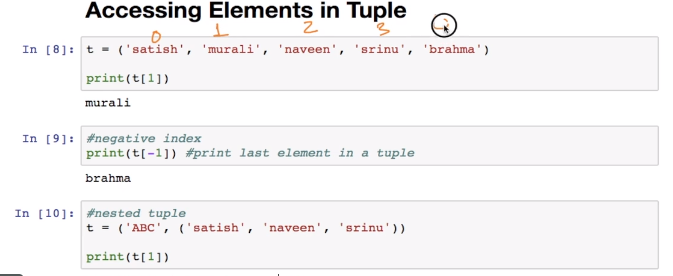 Accessing Elements in Tuple
0 1 2 3
In [8]: t = ('satish', 'murali', 'naveen', 'srinu', 'brahma')
print(t[1])
murali
In [9]: #negative index
print(t[-1]) #print last element in a tuple
brahma
In [10]: #nested tuple
t = ('ABC', ('satish', 'naveen', 'srinu'))
print(t[1])